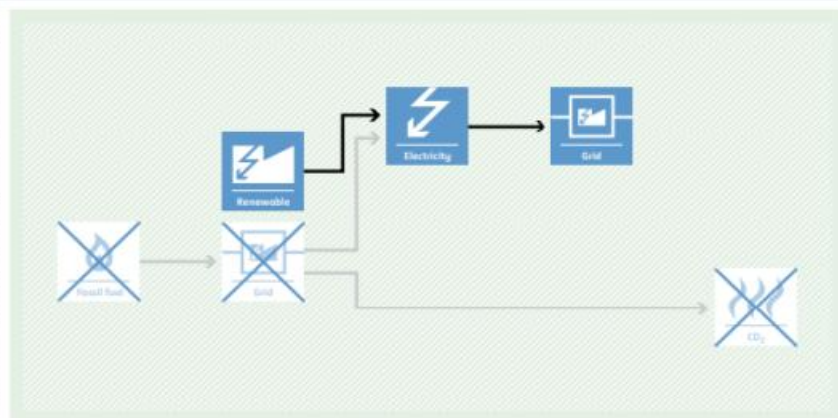 Electricity
Grid
Renewable
Fossil fuel
Grid
CO₂